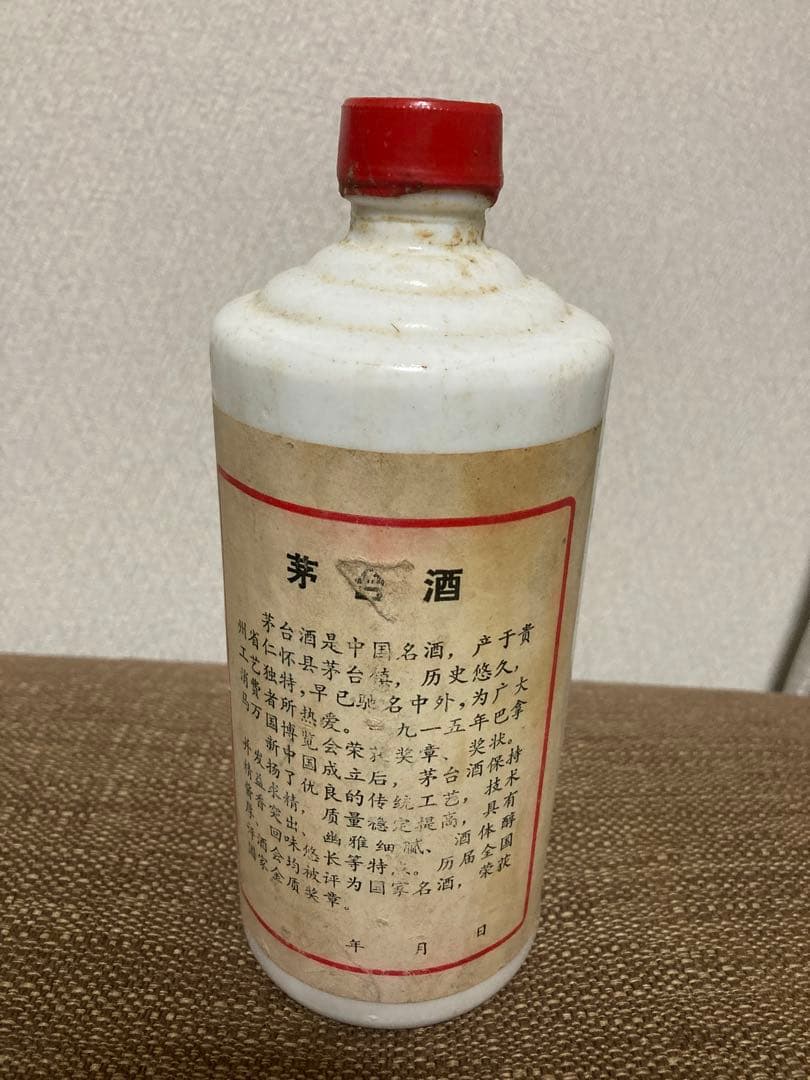 茅台酒
茅台酒是中国名酒，产于贵
州省仁怀县茅台镇，历史悠久，
工艺独特，早已驰名中外，为广大
消费者所热爱。一九一五年巴拿
马万国博览会荣获奖章、奖状。
新中国成立后，茅台酒保持
并发扬了优良的传统工艺，技术
精益求精，质量稳定提高，具有
酱香突出、幽雅细腻、酒体醇
厚、回味悠长等特点。历届全国
评酒会均被评为国家名酒，荣获
国家金质奖章。
年 月 日